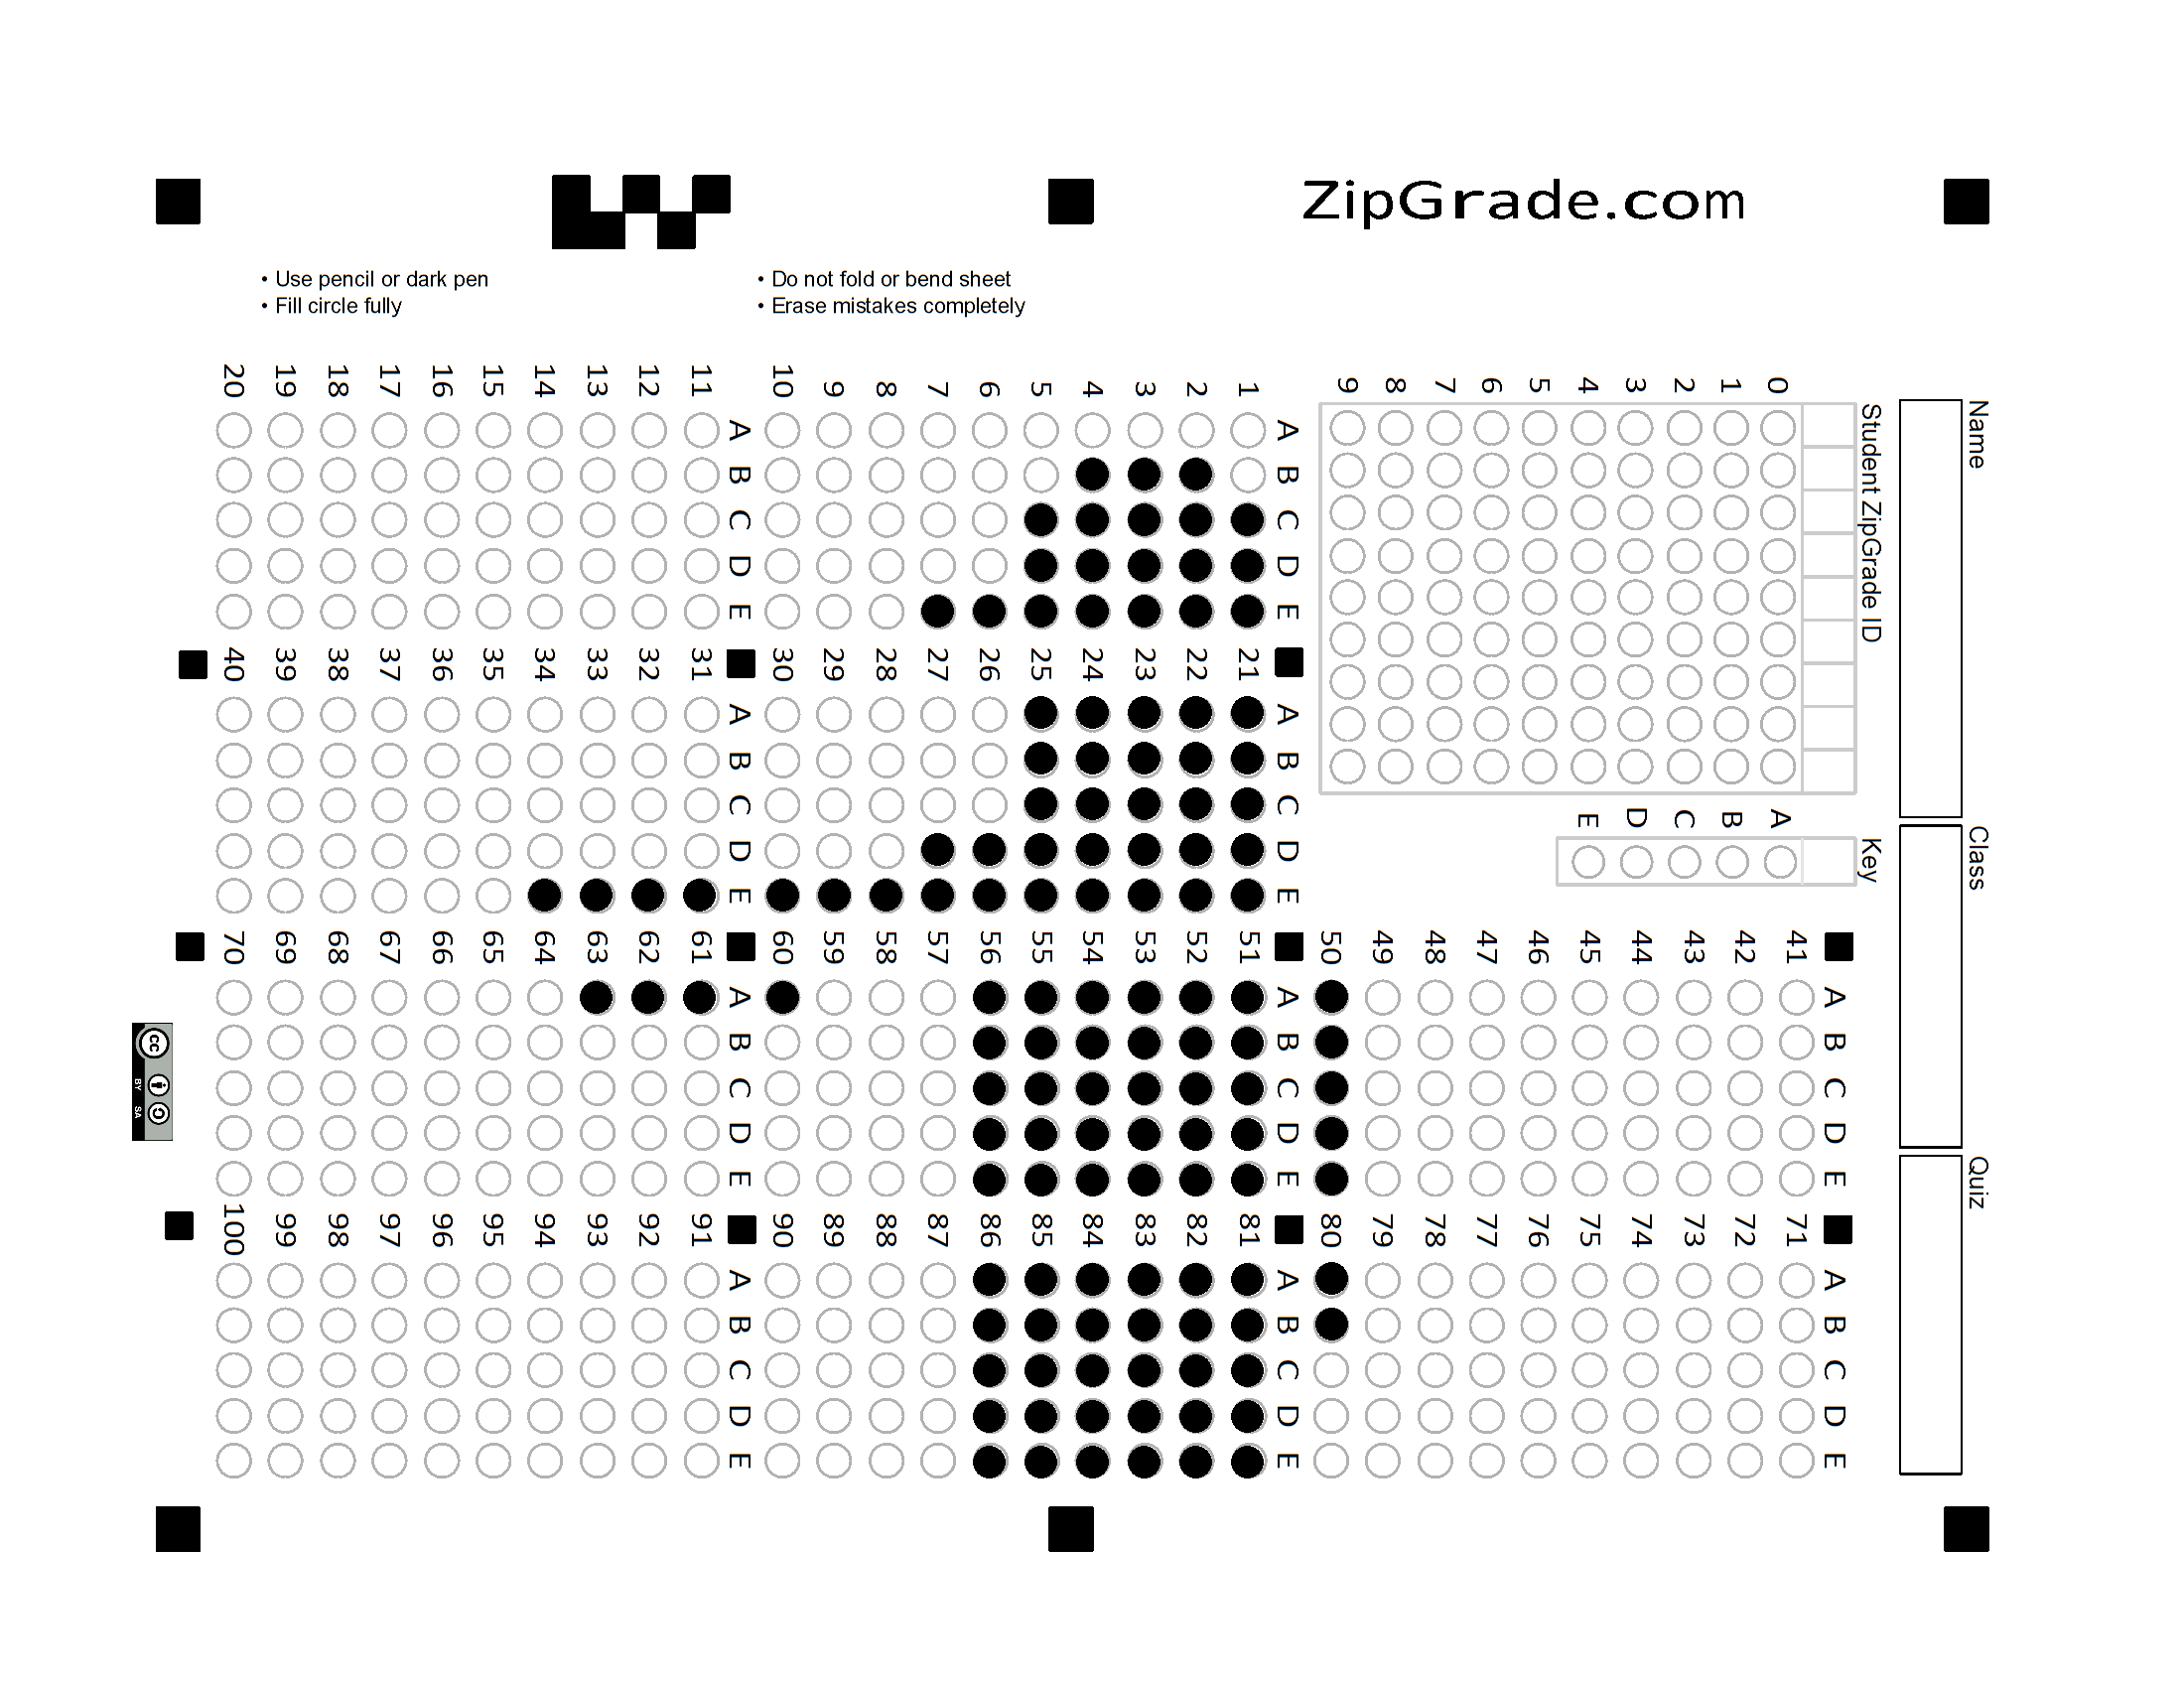 ZipGrade.com
• Use pencil or dark pen
• Fill circle fully
• Do not fold or bend sheet
• Erase mistakes completely
Name
Class
Quiz
Student ZipGrade ID
0 1 2 3 4 5 6 7 8 9
Key
A B C D E
1 2 3 4 5 6 7 8 9 10
A B C D E
11 12 13 14 15 16 17 18 19 20
A B C D E
21 22 23 24 25 26 27 28 29 30
A B C D E
31 32 33 34 35 36 37 38 39 40
A B C D E
41 42 43 44 45 46 47 48 49 50
A B C D E
51 52 53 54 55 56 57 58 59 60
A B C D E
61 62 63 64 65 66 67 68 69 70
A B C D E
71 72 73 74 75 76 77 78 79 80
A B C D E
81 82 83 84 85 86 87 88 89 90
A B C D E
91 92 93 94 95 96 97 98 99 100
A B C D E
cc
BY SA